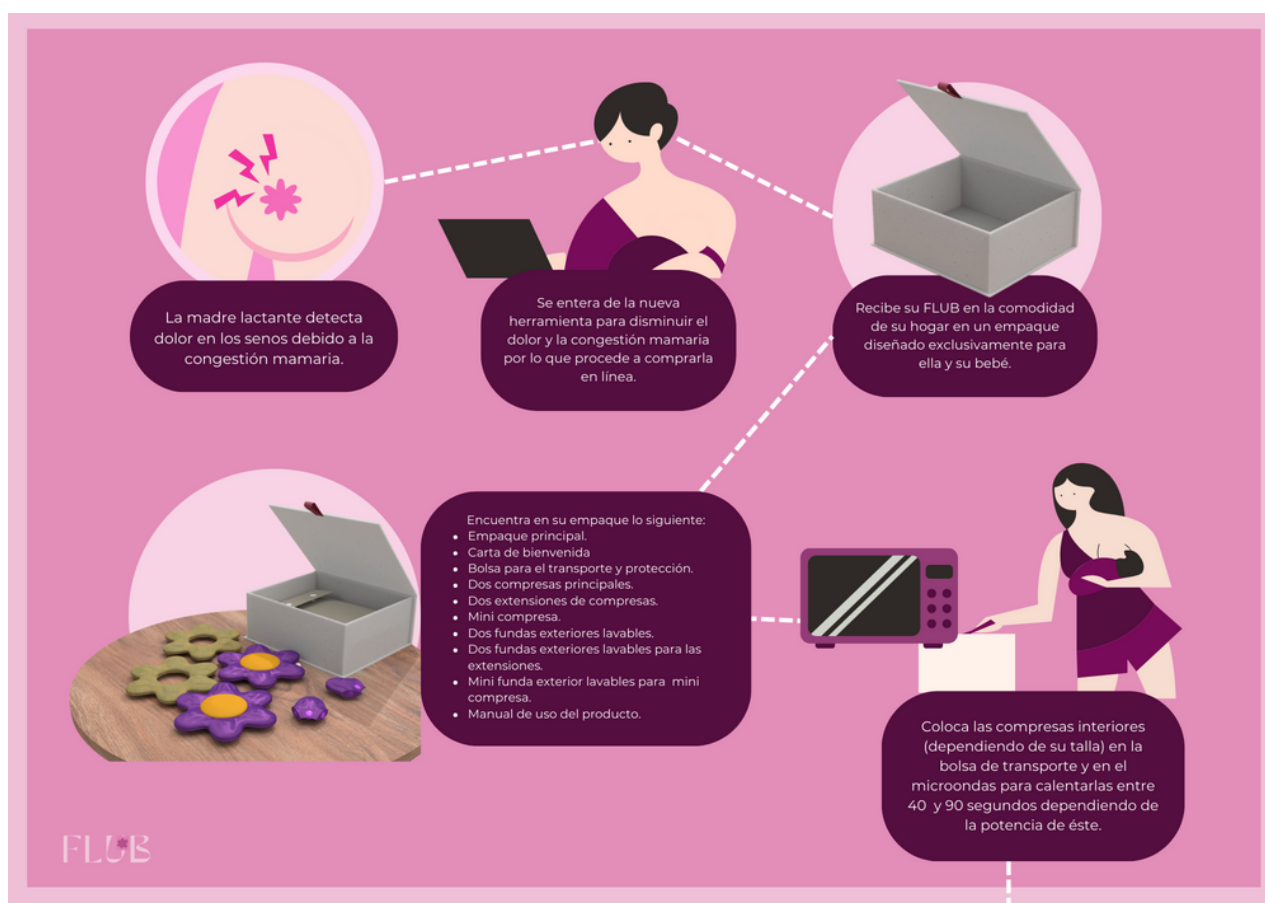 La madre lactante detecta
dolor en los senos debido a la
congestión mamaria.
Se entera de la nueva
herramienta para disminuir el
dolor y la congestión mamaria
por lo que procede a comprarla
en línea.
Recibe su FLUB en la comodidad
de su hogar en un empaque
diseñado exclusivamente para
ella y su bebé.
Encuentra en su empaque lo siguiente:
• Empaque principal.
• Carta de bienvenida
• Bolsa para el transporte y protección.
• Dos compresas principales.
• Dos extensiones de compresas.
• Mini compresa.
• Dos fundas exteriores lavables.
• Dos fundas exteriores lavables para las
extensiones.
• Mini funda exterior lavables para mini
compresa.
• Manual de uso del producto.
Coloca las compresas interiores
(dependiendo de su talla) en la
bolsa de transporte y en el
microondas para calentarlas entre
40 y 90 segundos dependiendo de
la potencia de éste.
FLUB